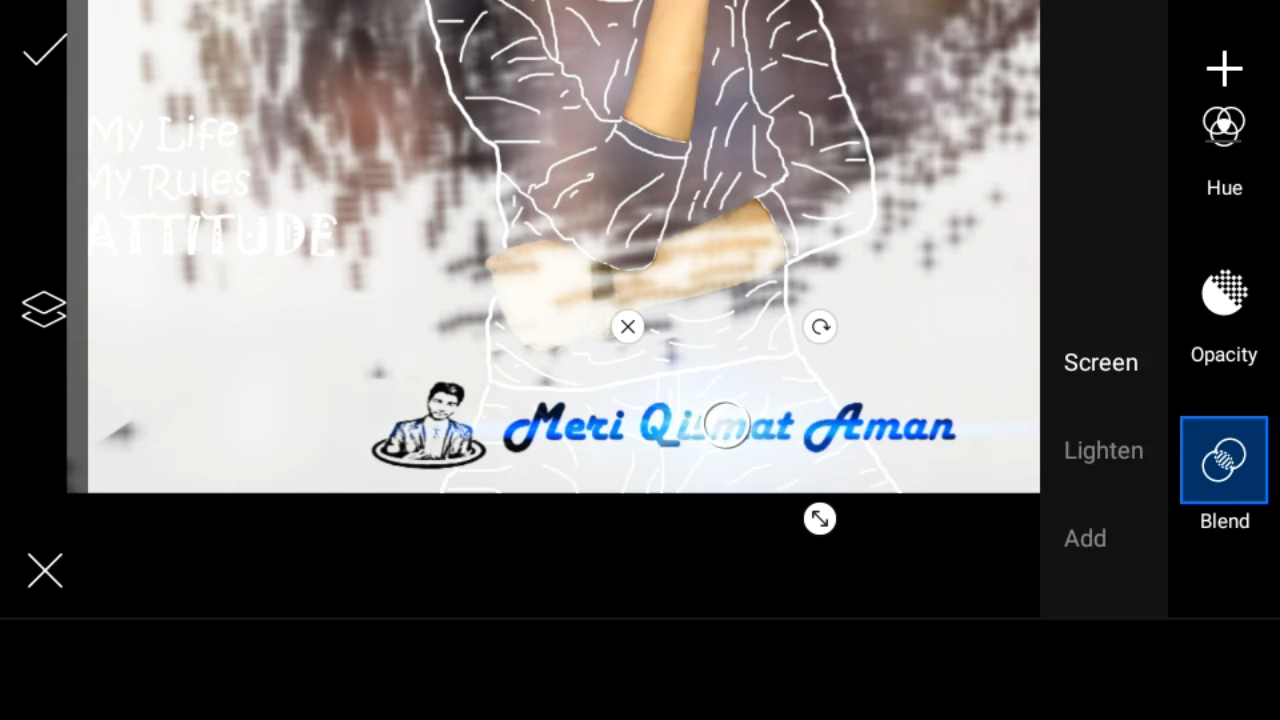 My Life
My Rules
ATTITUDE
Meri Qismat Aman
Hue
Opacity
Screen
Lighten
Blend
Add